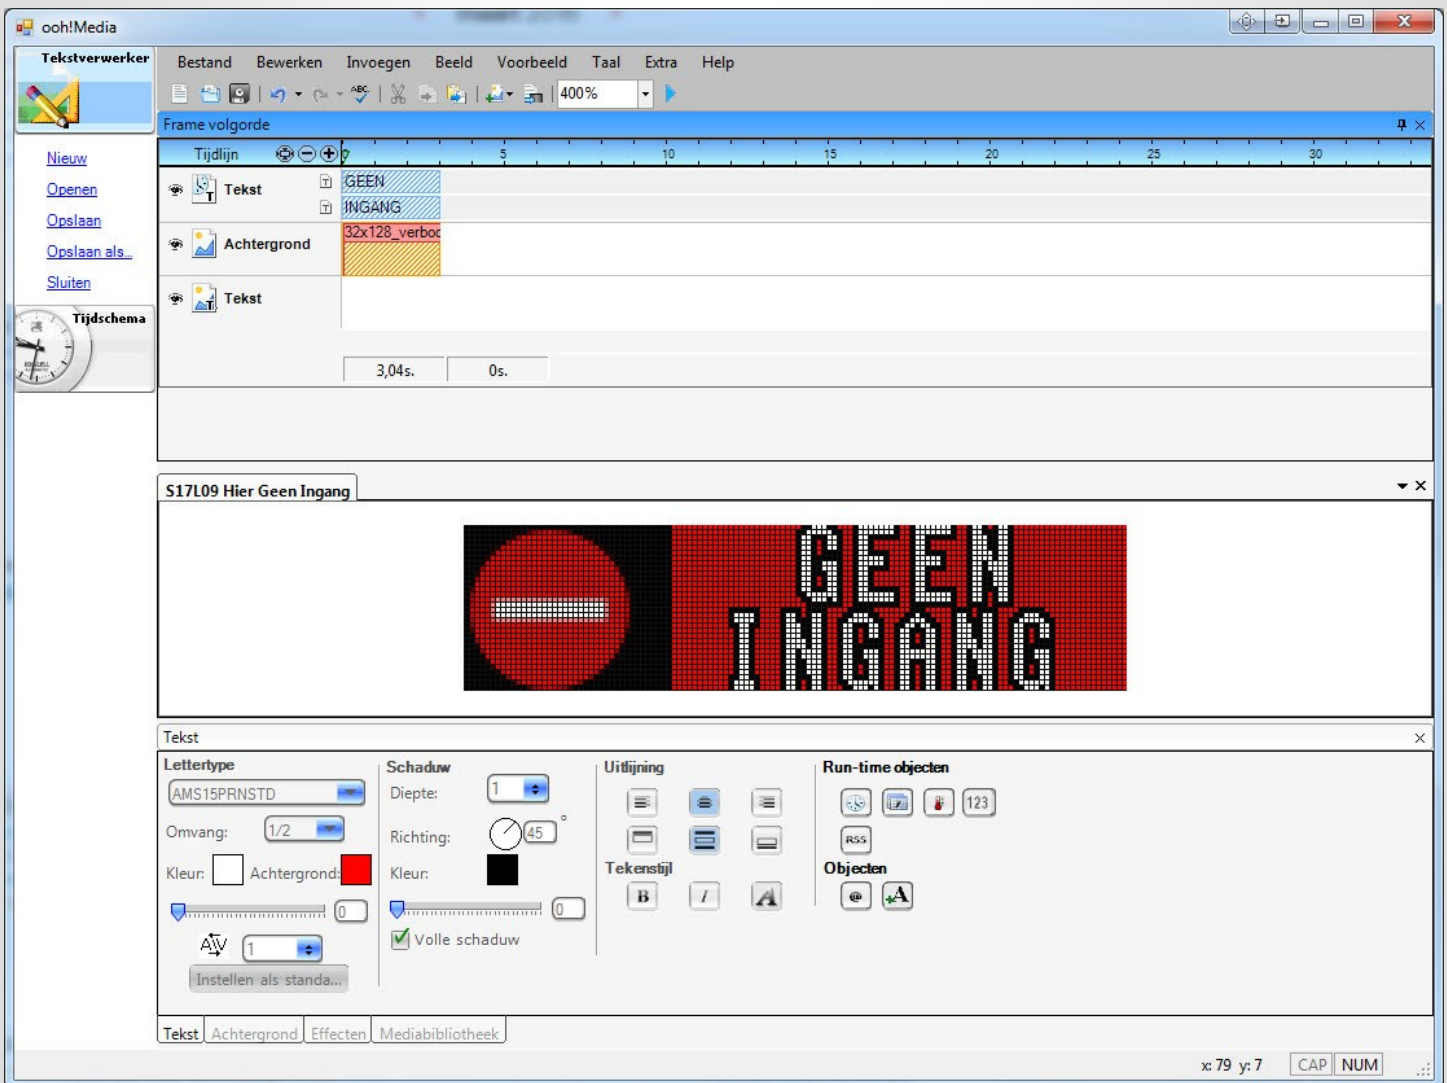 ooh!Media
Tekstverwerker
Bestand Bewerken Invoegen Beeld Voorbeeld Taal Extra Help
ABC 400%
Frame volgorde
Nieuw
Openen
Opslaan
Opslaan als...
Sluiten
Tijdschema
Tijdlijn 5 10 15 20 25 30
Tekst T GEEN
T INGANG
Achtergrond 32x128_verboc
Tekst
3,04s. 0s.
S17L09 Hier Geen Ingang
GEEN
INGANG
Tekst
Lettertype
AMS15PRNSTD
Omvang: 1/2
Kleur: Achtergrond:
0
AV 1
Instellen als standa...
Schaduw
Diepte: 1
Richting: 45 °
Kleur:
0
Volle schaduw
Uitlijning
Tekenstijl
B I A
Run-time objecten
123
RSS
Objecten
@ +A
Tekst Achtergrond Effecten Mediabibliotheek
x: 79 y: 7 CAP NUM